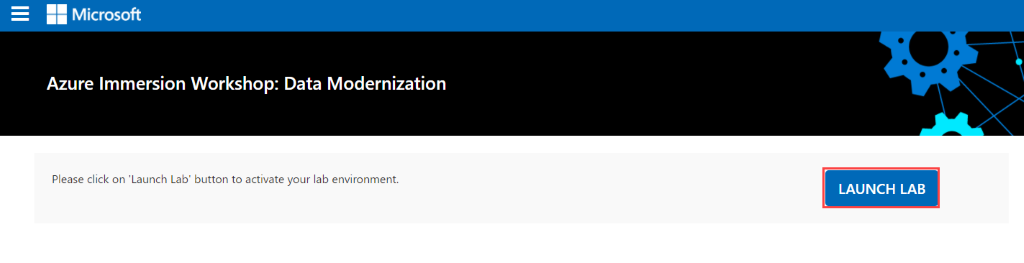 Microsoft
Azure Immersion Workshop: Data Modernization
Please click on 'Launch Lab' button to activate your lab environment.
LAUNCH LAB